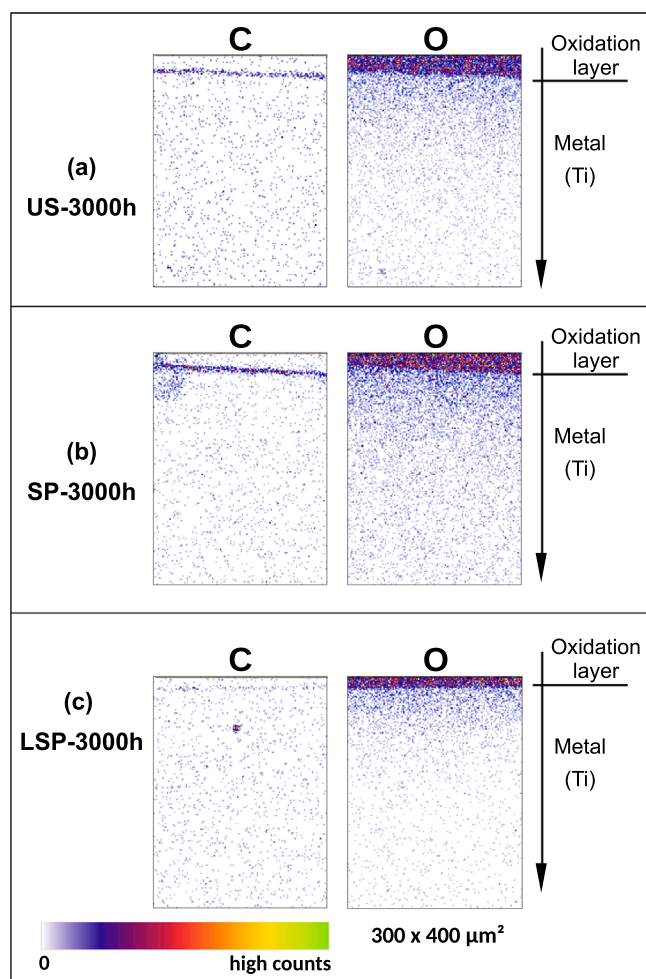 C O
Oxidation
layer
(a)
US-3000h
Metal
(Ti)
C O
Oxidation
layer
(b)
SP-3000h
Metal
(Ti)
C O
Oxidation
layer
(c)
LSP-3000h
Metal
(Ti)
0 high counts
300 x 400 μm²